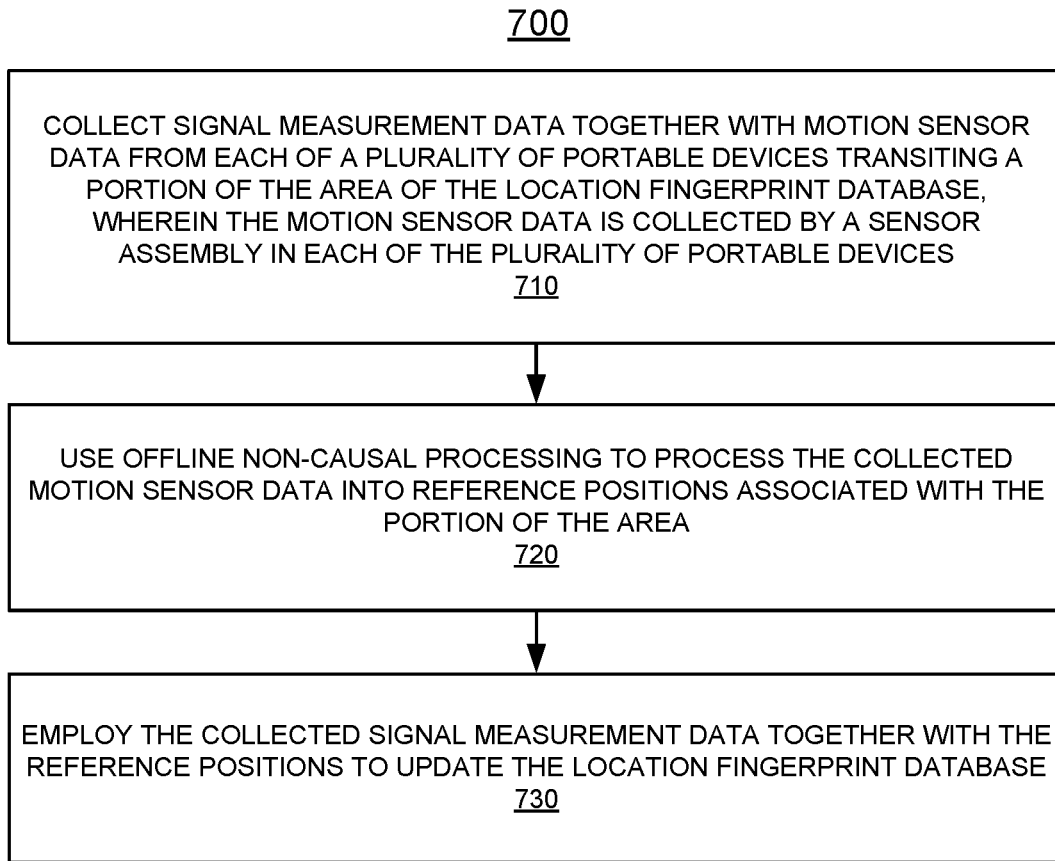 700
COLLECT SIGNAL MEASUREMENT DATA TOGETHER WITH MOTION SENSOR
DATA FROM EACH OF A PLURALITY OF PORTABLE DEVICES TRANSITING A
PORTION OF THE AREA OF THE LOCATION FINGERPRINT DATABASE,
WHEREIN THE MOTION SENSOR DATA IS COLLECTED BY A SENSOR
ASSEMBLY IN EACH OF THE PLURALITY OF PORTABLE DEVICES
710
USE OFFLINE NON-CAUSAL PROCESSING TO PROCESS THE COLLECTED
MOTION SENSOR DATA INTO REFERENCE POSITIONS ASSOCIATED WITH THE
PORTION OF THE AREA
720
EMPLOY THE COLLECTED SIGNAL MEASUREMENT DATA TOGETHER WITH THE
REFERENCE POSITIONS TO UPDATE THE LOCATION FINGERPRINT DATABASE
730